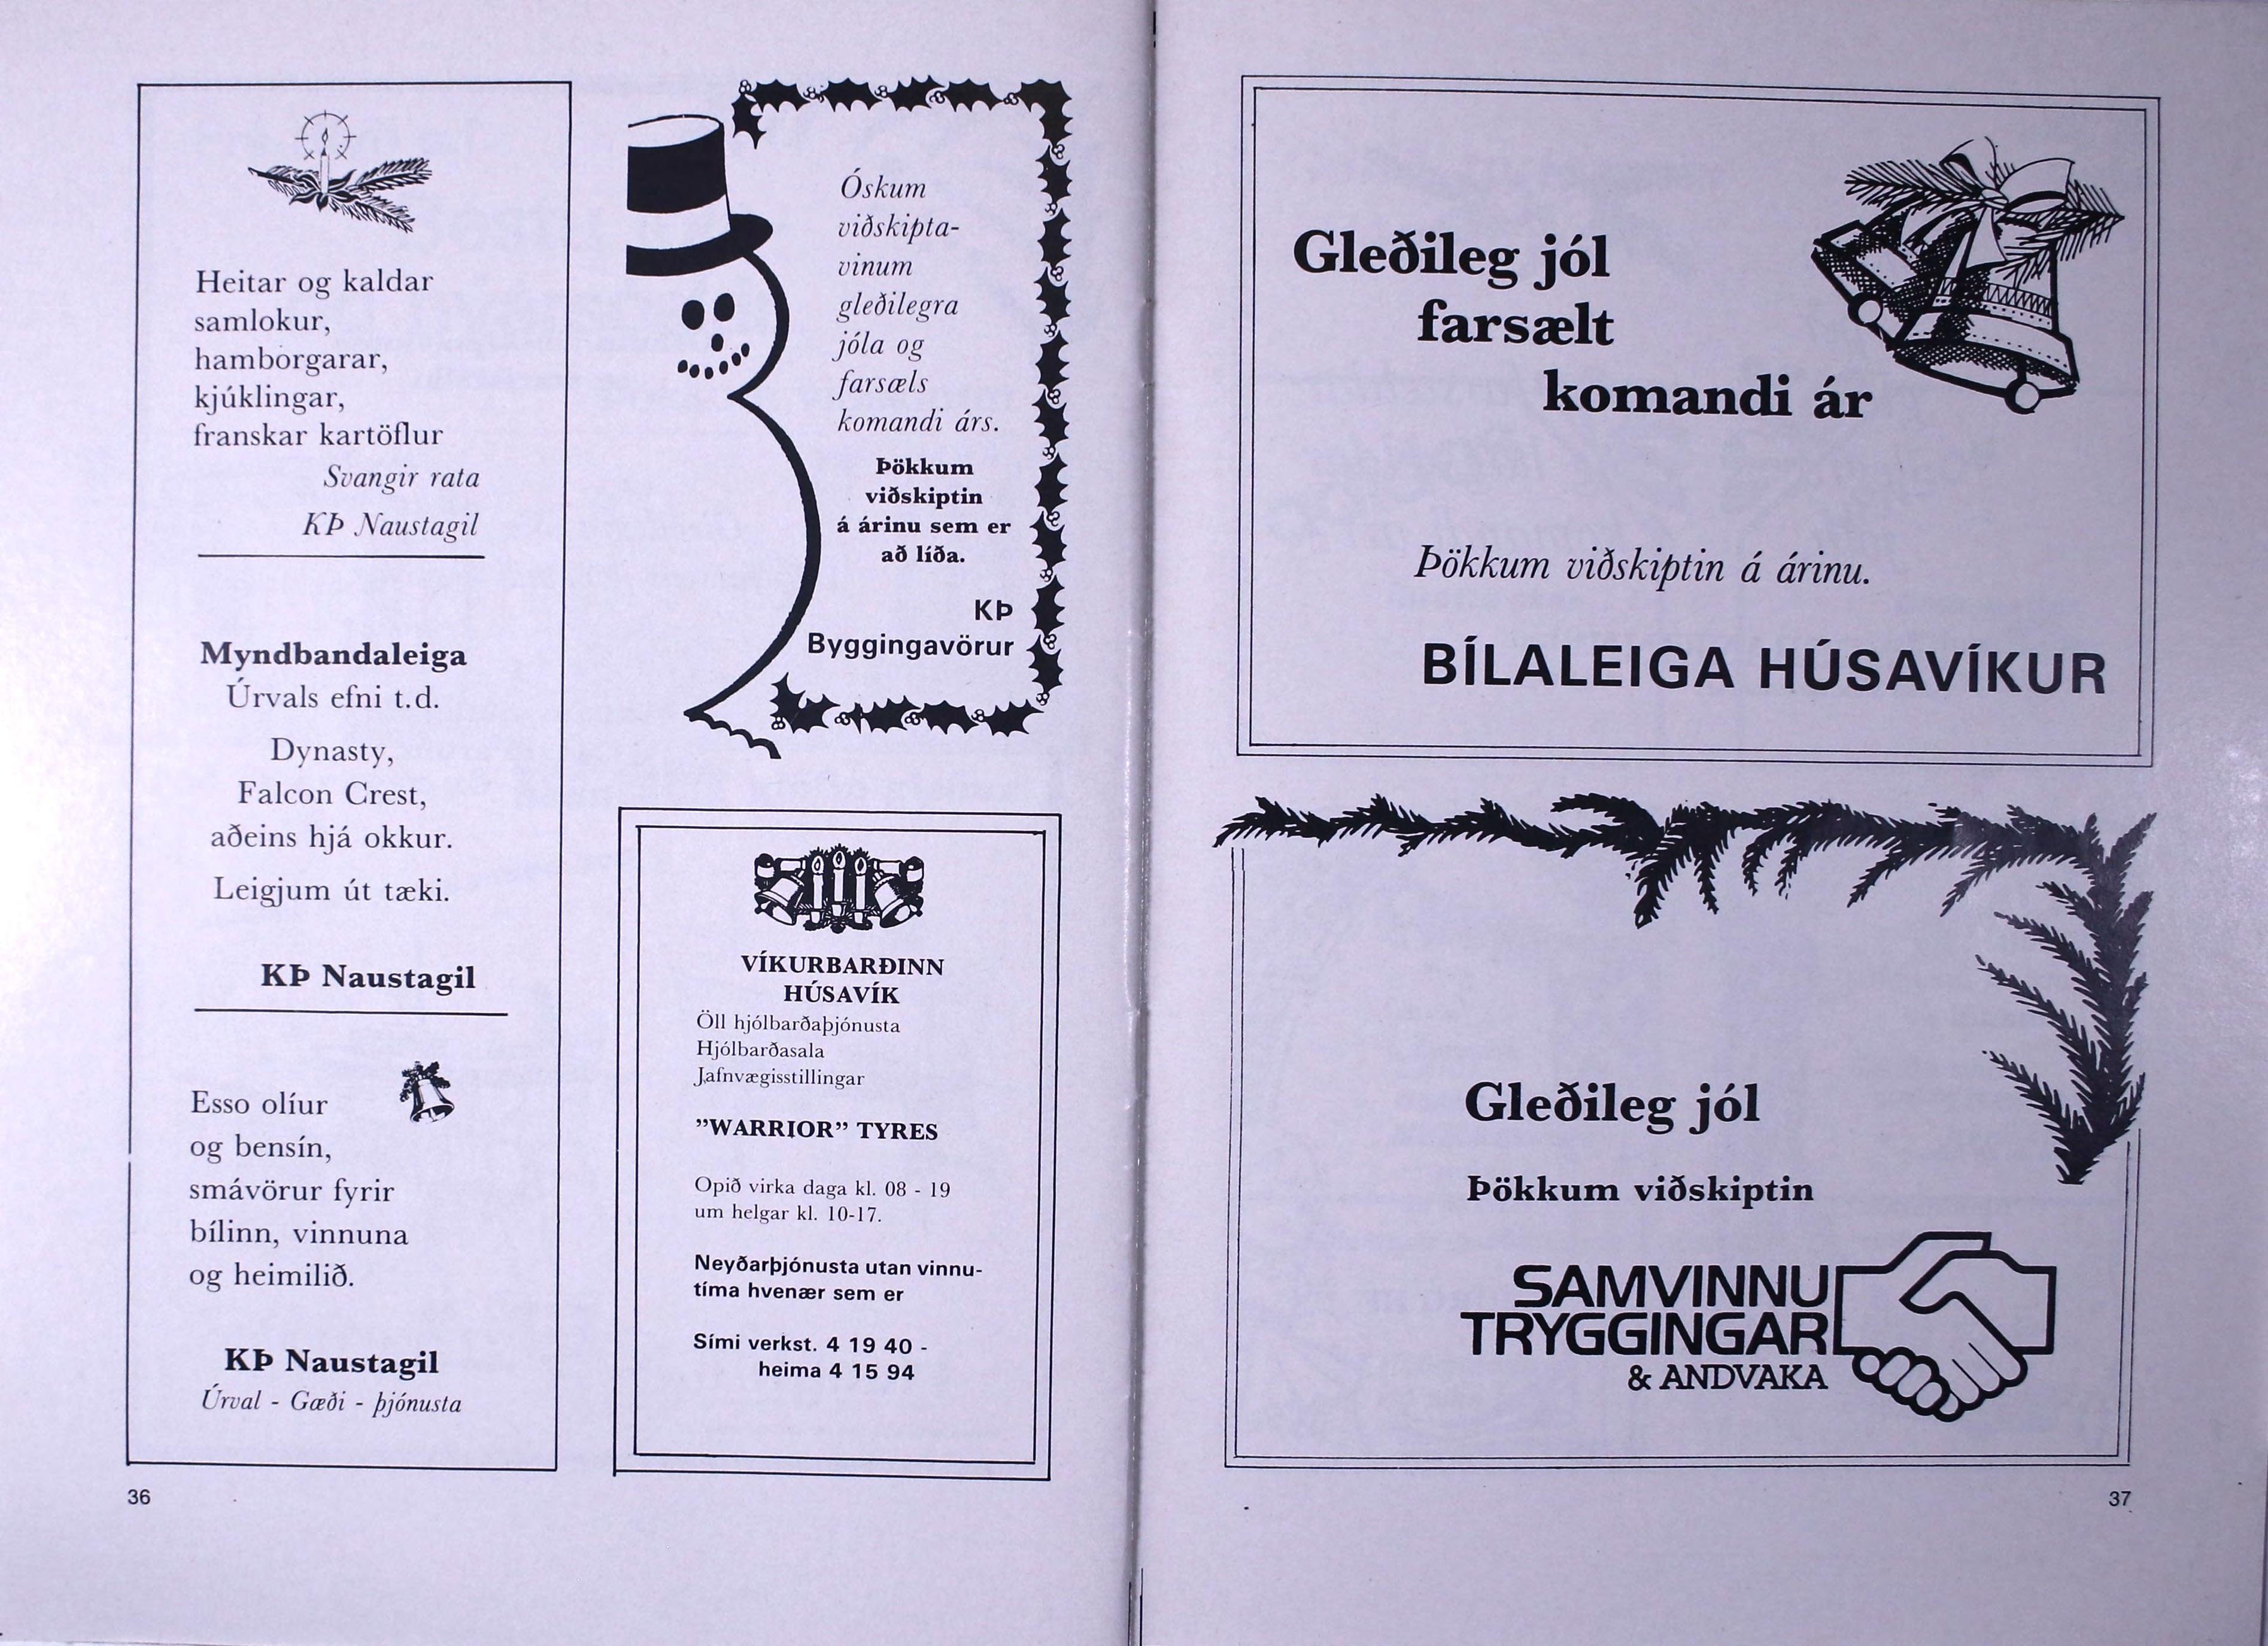 Heitar og kaldar
samlokur,
hamborgarar,
kjúklingar,
franskar kartöflur
Svangir rata
KÞ Naustagil
Myndbandaleiga
Úrvals efni t.d.
Dynasty,
Falcon Crest,
aðeins hjá okkur.
Leigjum út tæki.
KÞ Naustagil
Esso olíur
og bensín,
smávörur fyrir
bílinn, vinnuna
og heimilið.
KÞ Naustagil
Úrval - Gæði - þjónusta
36
Óskum
viðskipta-
vinum
gleðilegra
jóla og
farsæls
komandi árs.
Þökkum
viðskiptin
á árinu sem er
að líða.
KÞ
Byggingavörur
VÍKURBARÐINN
HÚSAVÍK
Öll hjólbarðaþjónusta
Hjólbarðasala
Jafnvægisstillingar
”WARRIOR” TYRES
Opið virka daga kl. 08 - 19
um helgar kl. 10-17.
Neyðarþjónusta utan vinnu-
tíma hvenær sem er
Sími verkst. 4 19 40 -
heima 4 15 94
Gleðileg jól
farsælt
komandi ár
Þökkum viðskiptin á árinu.
BÍLALEIGA HÚSAVÍKUR
Gleðileg jól
Þökkum viðskiptin
SAMVINNU
TRYGGINGAR
& ANDVAKA
37